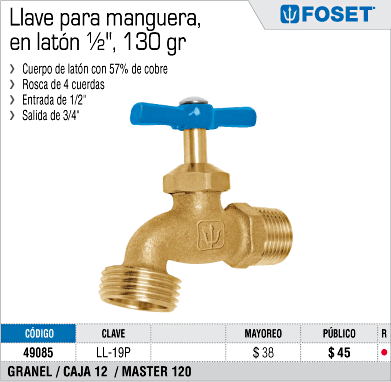 Llave para manguera,
en latón ½", 130 gr
FOSET®
› Cuerpo de latón con 57% de cobre
› Rosca de 4 cuerdas
› Entrada de 1/2"
› Salida de 3/4"
CÓDIGO CLAVE MAYOREO PÚBLICO R
49085 LL-19P $ 38 $ 45 •
GRANEL / CAJA 12 / MASTER 120